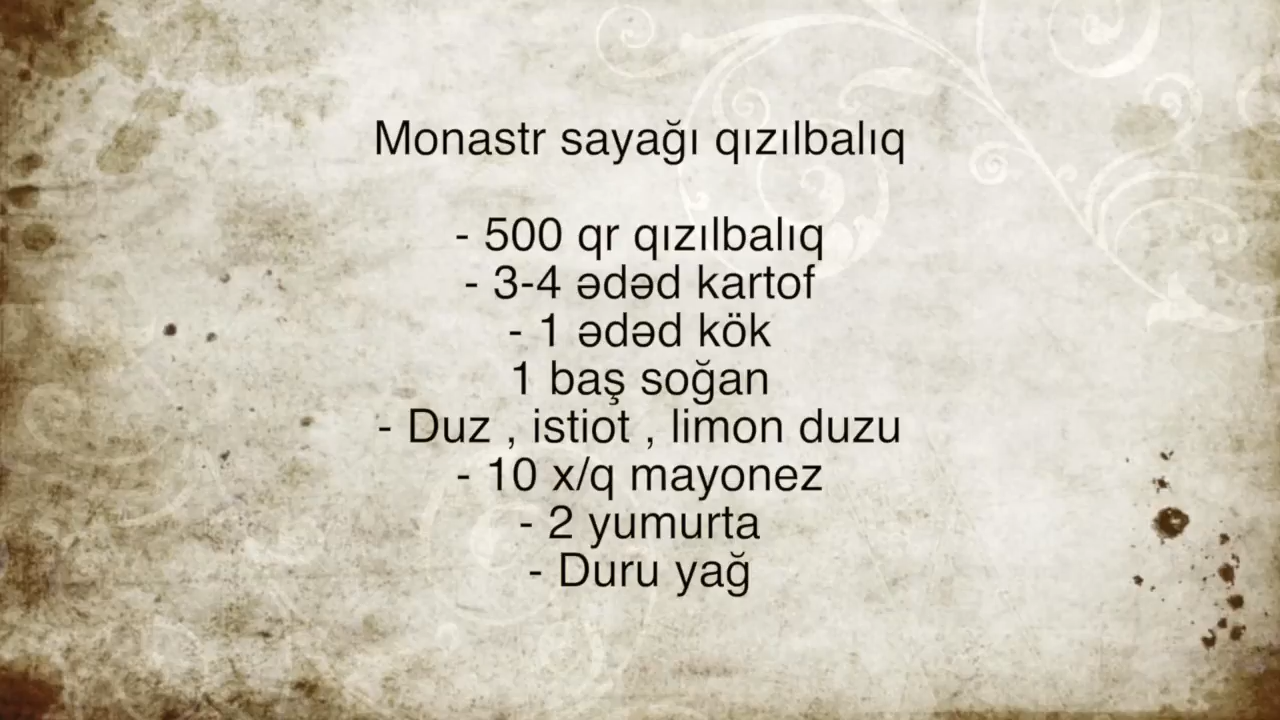 Monastr sayağı qızılbalıq
- 500 qr qızılbalıq
- 3-4 ədəd kartof
- 1 ədəd kök
1 baş soğan
- Duz , istiot , limon duzu
- 10 x/q mayonez
- 2 yumurta
- Duru yağ